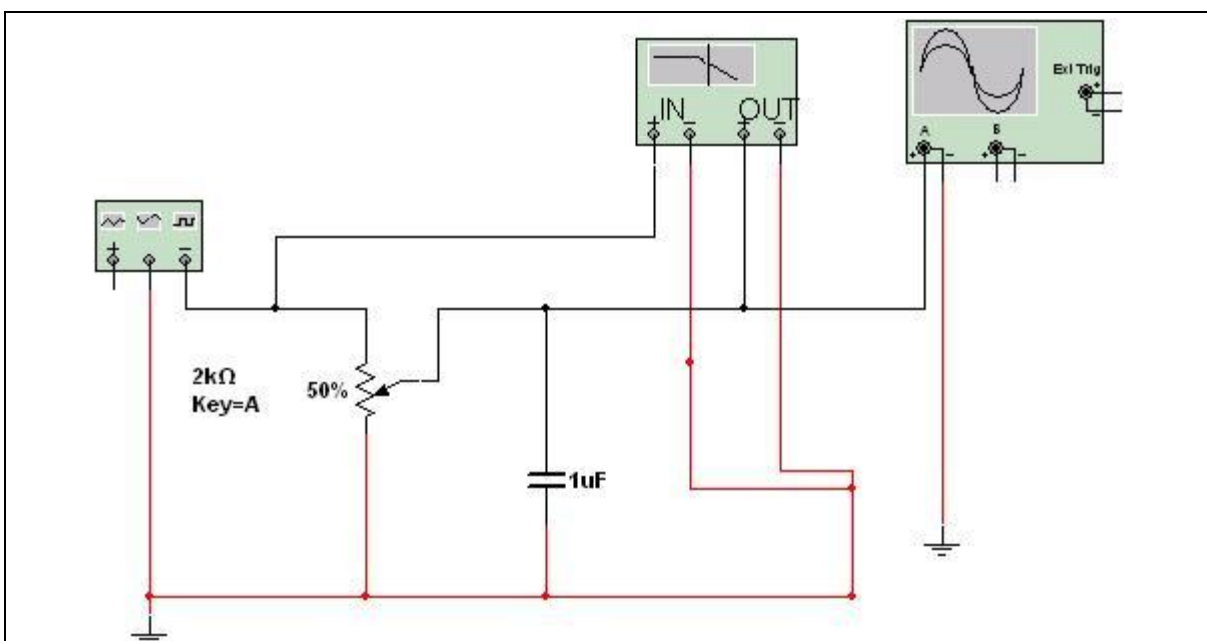 IN OUT
+ − + −
Ext Trig
+
−
A B
+ − + −
+ −
2kΩ
Key=A
50%
1uF